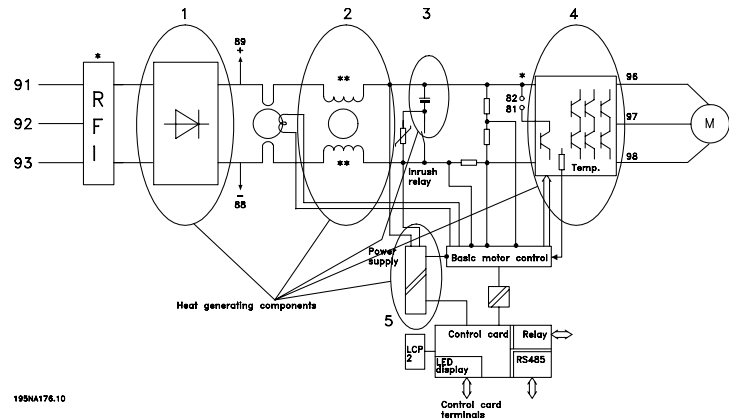 1
2
3
4
89
+
*
91
92
93
R
F
I
**
**
–
88
*
82
81
Inrush
relay
Temp.
96
97
98
M
Power
supply
Basic motor control
Heat generating components
5
Control card
Relay
RS485
LCP
2
LED
display
Control card
terminals
195NA176.10